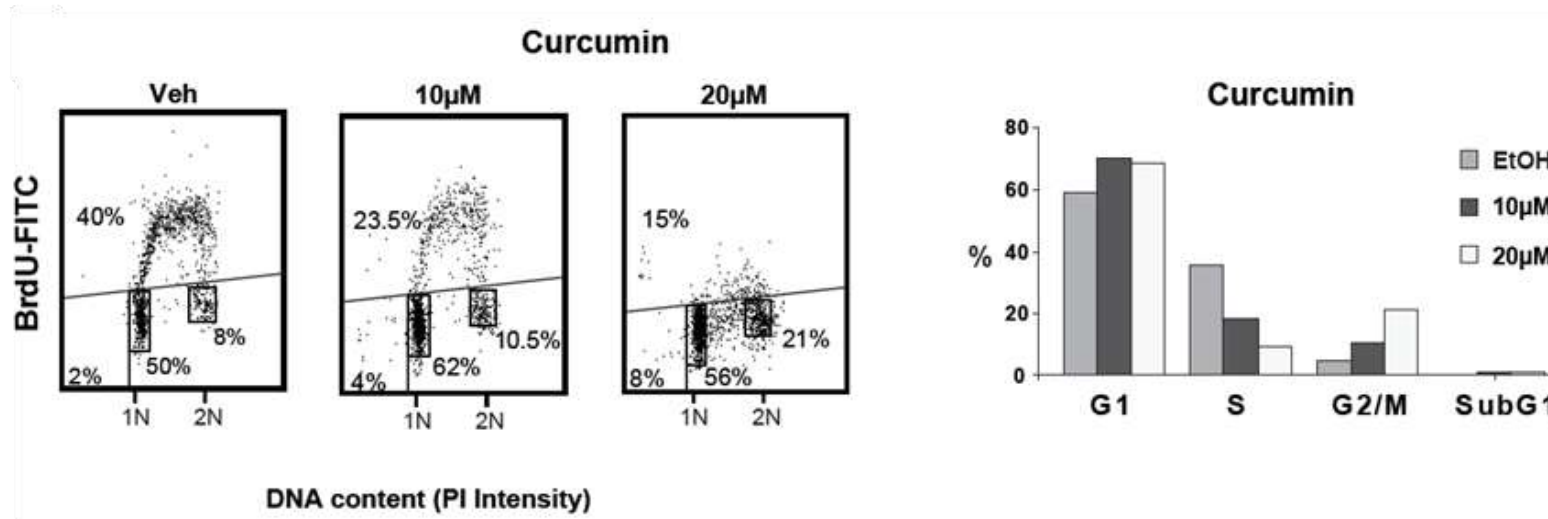 Curcumin
Veh
10µM
20µM
BrdU-FITC
40%
2%
50%
8%
1N
2N
23.5%
4%
62%
10.5%
1N
2N
15%
8%
56%
21%
1N
2N
DNA content (PI Intensity)
Curcumin
80
60
40
20
0
%
EtOH
10µM
20µM
G1
S
G2/M
SubG1